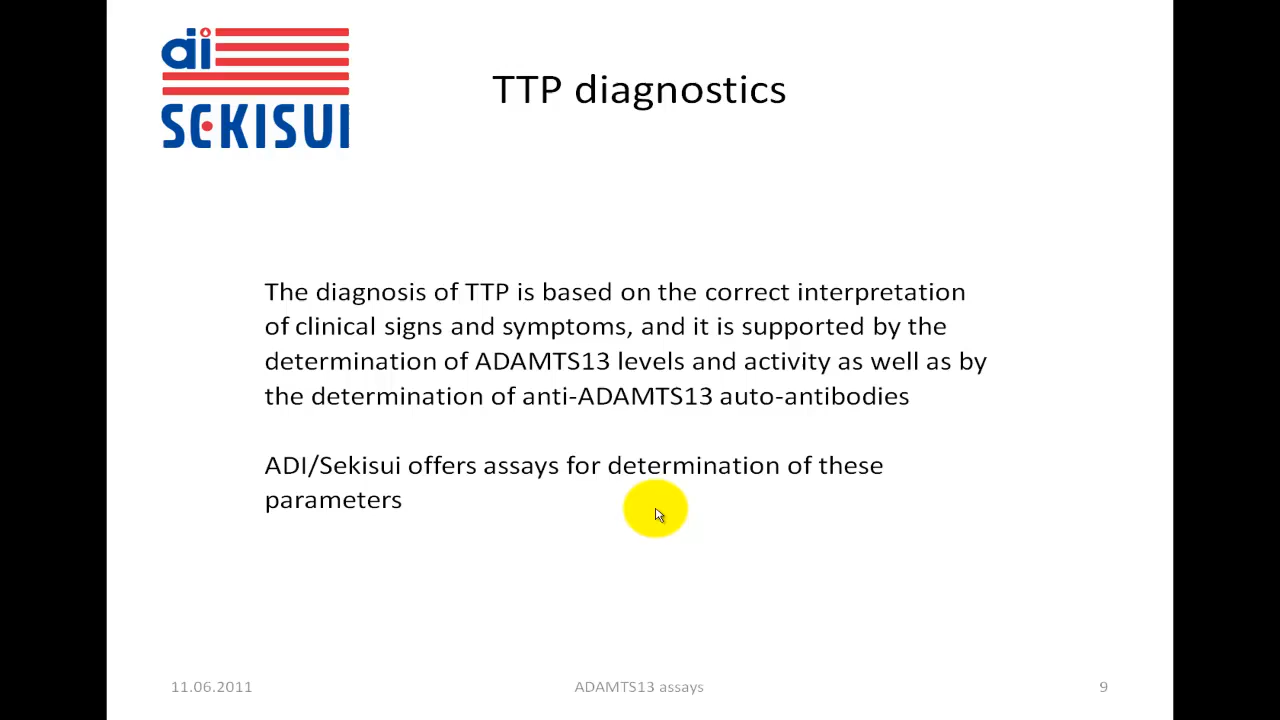 ai
SEKISUI
TTP diagnostics
The diagnosis of TTP is based on the correct interpretation
of clinical signs and symptoms, and it is supported by the
determination of ADAMTS13 levels and activity as well as by
the determination of anti-ADAMTS13 auto-antibodies
ADI/Sekisui offers assays for determination of these
parameters
11.06.2011
ADAMTS13 assays
9